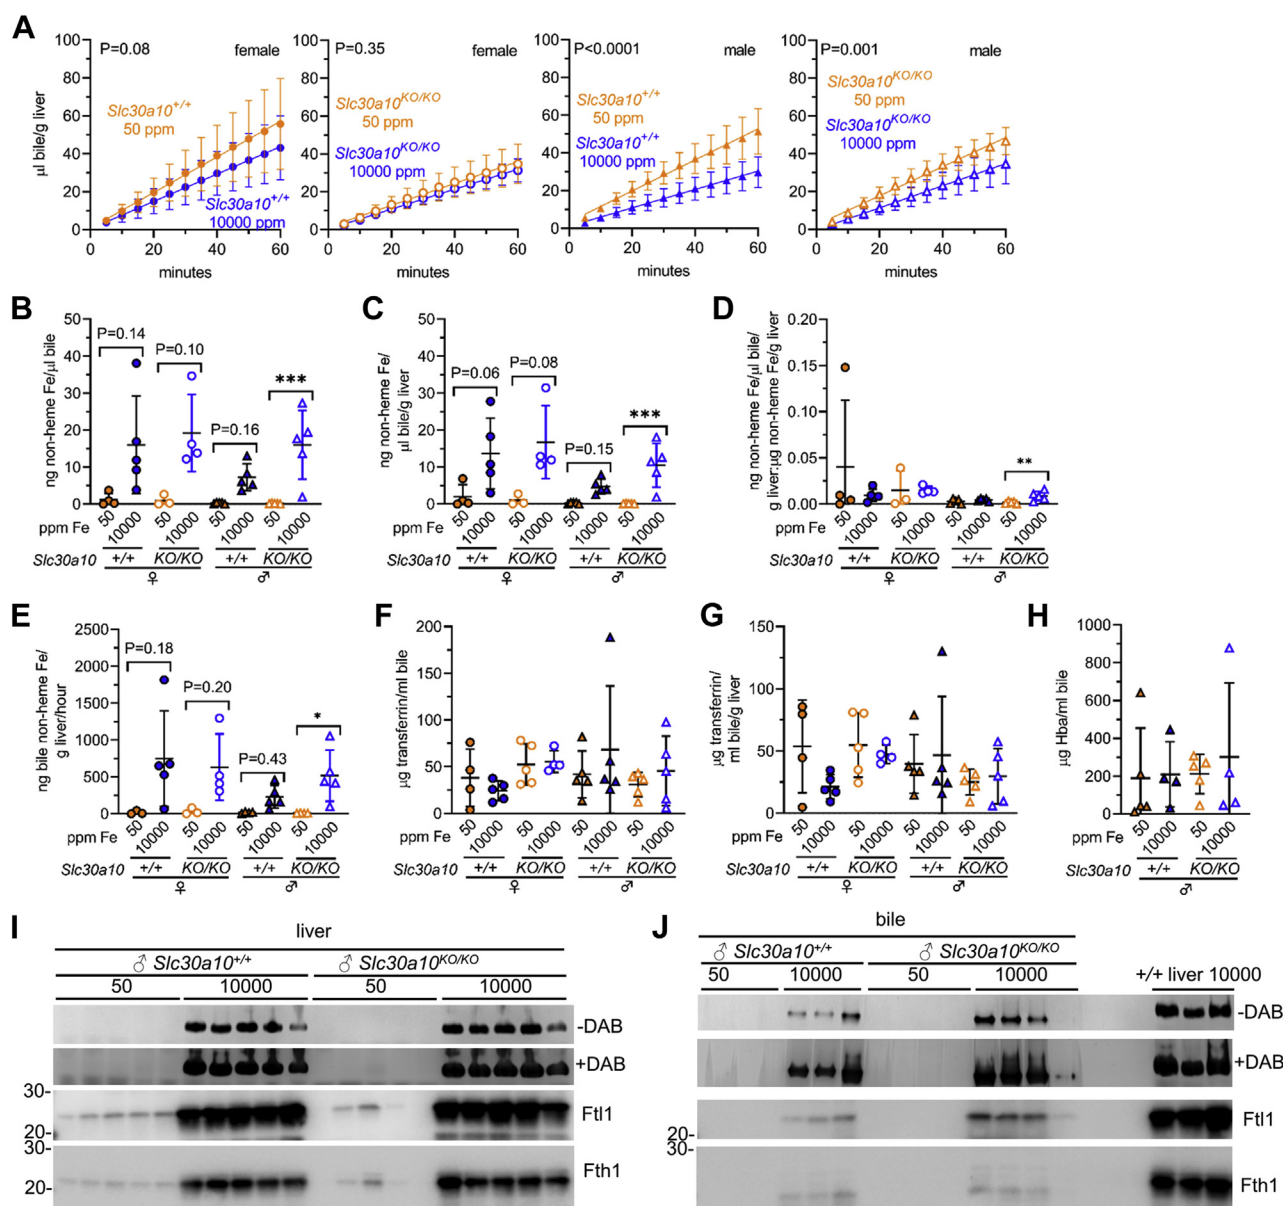 A
P=0.08 female
Slc30a10+/+
50 ppm
Slc30a10+/+
10000 ppm
µl bile/g liver
100
80
60
40
20
0
0 20 40 60
minutes
P=0.35 female
Slc30a10KO/KO
50 ppm
Slc30a10KO/KO
10000 ppm
100
80
60
40
20
0
0 20 40 60
minutes
P<0.0001 male
Slc30a10+/+
50 ppm
Slc30a10+/+
10000 ppm
100
80
60
40
20
0
0 20 40 60
minutes
P=0.001 male
Slc30a10KO/KO
50 ppm
Slc30a10KO/KO
10000 ppm
100
80
60
40
20
0
0 20 40 60
minutes
B
ng non-heme Fe/µl bile
50
40
30
20
10
0
P=0.14
P=0.10
P=0.16
***
ppm Fe 50 10000 50 10000 50 10000 50 10000
Slc30a10 +/+ KO/KO +/+ KO/KO
♀ ♂
C
ng non-heme Fe/
µl bile/g liver
50
40
30
20
10
0
P=0.06
P=0.08
P=0.15
***
ppm Fe 50 10000 50 10000 50 10000 50 10000
Slc30a10 +/+ KO/KO +/+ KO/KO
♀ ♂
D
ng non-heme Fe/µl bile/
g liver:µg non-heme Fe/g liver
0.20
0.15
0.10
0.05
0.00
**
ppm Fe 50 10000 50 10000 50 10000 50 10000
Slc30a10 +/+ KO/KO +/+ KO/KO
♀ ♂
E
ng bile non-heme Fe/
g liver/hour
2500
2000
1500
1000
500
0
P=0.18
P=0.20
P=0.43
*
ppm Fe 50 10000 50 10000 50 10000 50 10000
Slc30a10 +/+ KO/KO +/+ KO/KO
♀ ♂
F
µg transferrin/ml bile
200
150
100
50
0
ppm Fe 50 10000 50 10000 50 10000 50 10000
Slc30a10 +/+ KO/KO +/+ KO/KO
♀ ♂
G
µg transferrin/
ml bile/g liver
150
100
50
0
ppm Fe 50 10000 50 10000 50 10000 50 10000
Slc30a10 +/+ KO/KO +/+ KO/KO
♀ ♂
H
µg Hba/ml bile
1000
800
600
400
200
0
ppm Fe 50 10000 50 10000
Slc30a10 +/+ KO/KO
♂
I
liver
♂ Slc30a10+/+ ♂ Slc30a10KO/KO
50 10000 50 10000
-DAB
+DAB
30-
Ftl1
20-
30-
Fth1
20-
J
bile
♂ Slc30a10+/+ ♂ Slc30a10KO/KO
50 10000 50 10000 +/+ liver 10000
-DAB
+DAB
Ftl1
20-
30-
Fth1